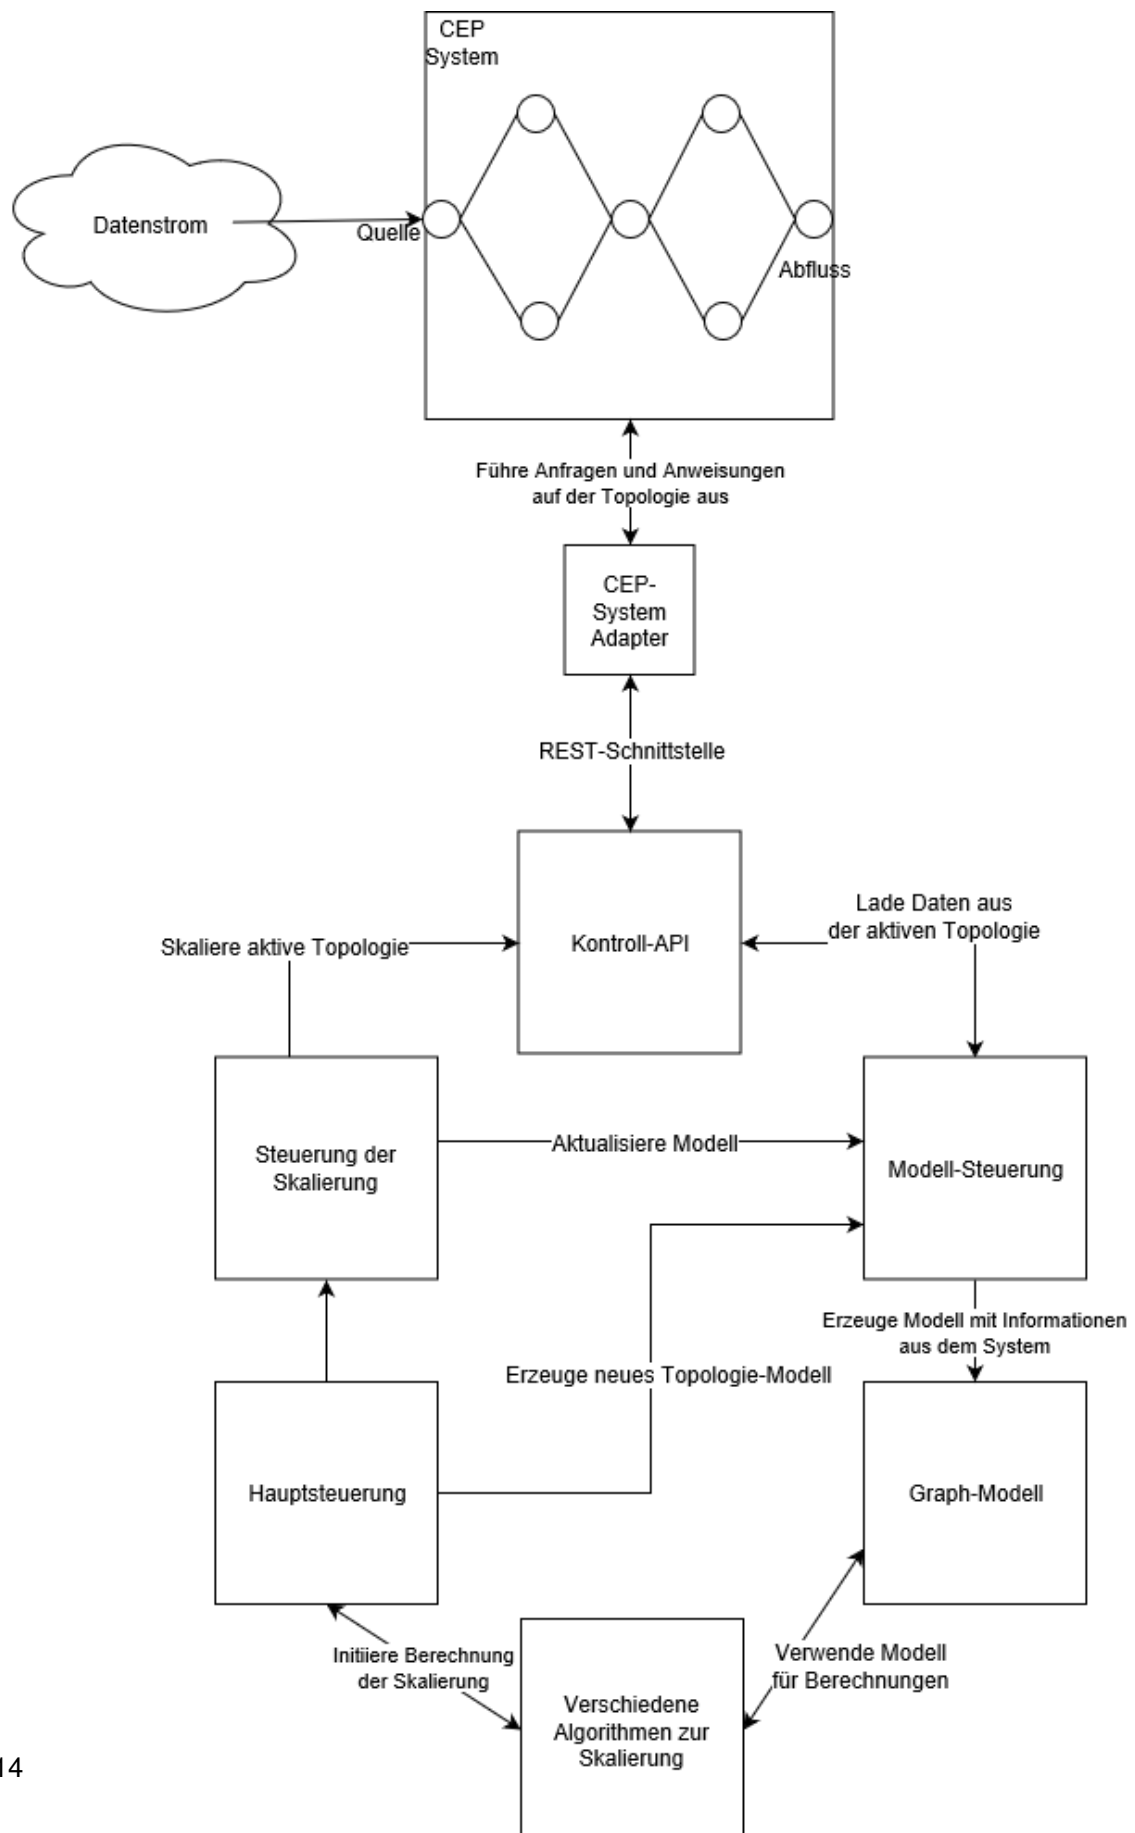 CEP
System
Datenstrom
Quelle
Abfluss
Führe Anfragen und Anweisungen
auf der Topologie aus
CEP-
System
Adapter
REST-Schnittstelle
Kontroll-API
Lade Daten aus
der aktiven Topologie
Skaliere aktive Topologie
Steuerung der
Skalierung
Aktualisiere Modell
Modell-Steuerung
Erzeuge Modell mit Informationen
aus dem System
Erzeuge neues Topologie-Modell
Hauptsteuerung
Graph-Modell
Initiiere Berechnung
der Skalierung
Verwende Modell
für Berechnungen
Verschiedene
Algorithmen zur
Skalierung
14